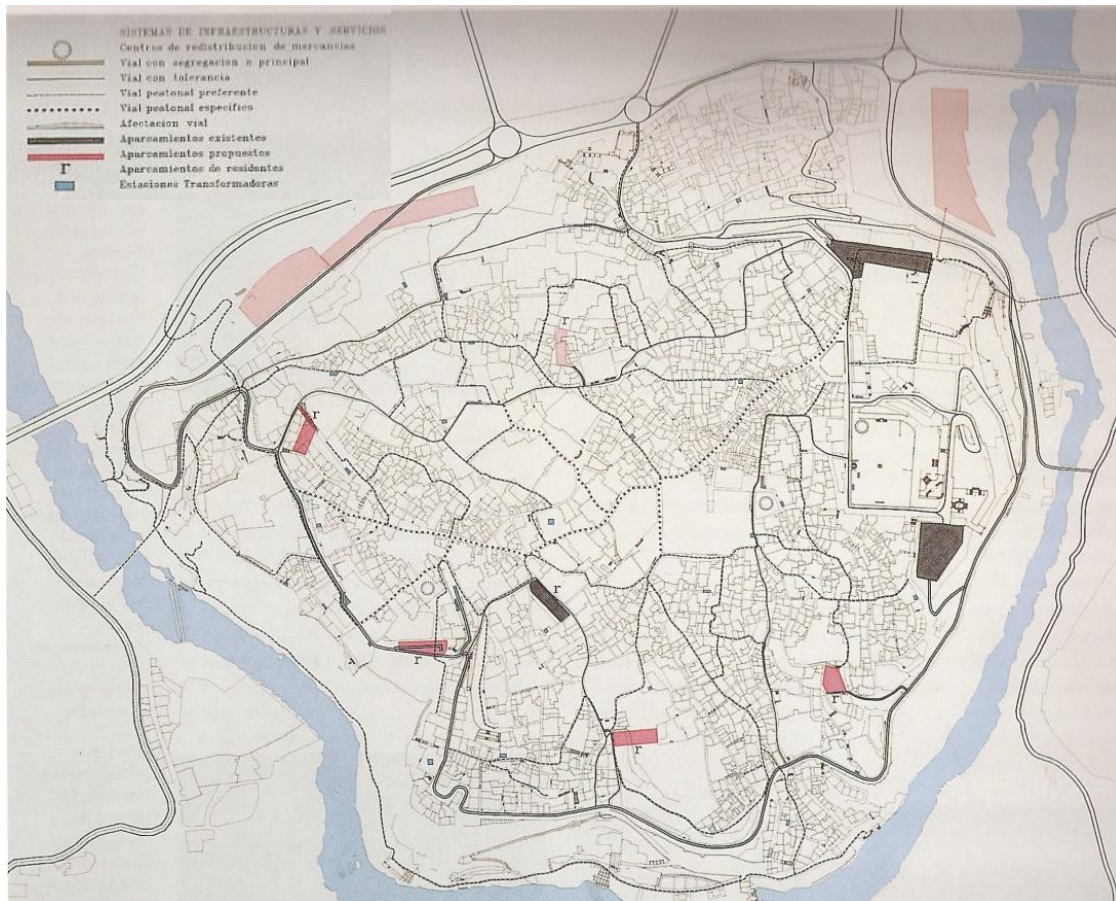 SISTEMAS DE INFRAESTRUCTURAS Y SERVICIOS
Centros de redistribucion de mercancias
Vial con segregacion o principal
Vial con tolerancia
Vial peatonal preferente
Vial peatonal especifico
Afectacion vial
Aparcamientos existentes
Aparcamientos propuestos
r Aparcamientos de residentes
Estaciones Transformadoras
r
r
r
r
r
r